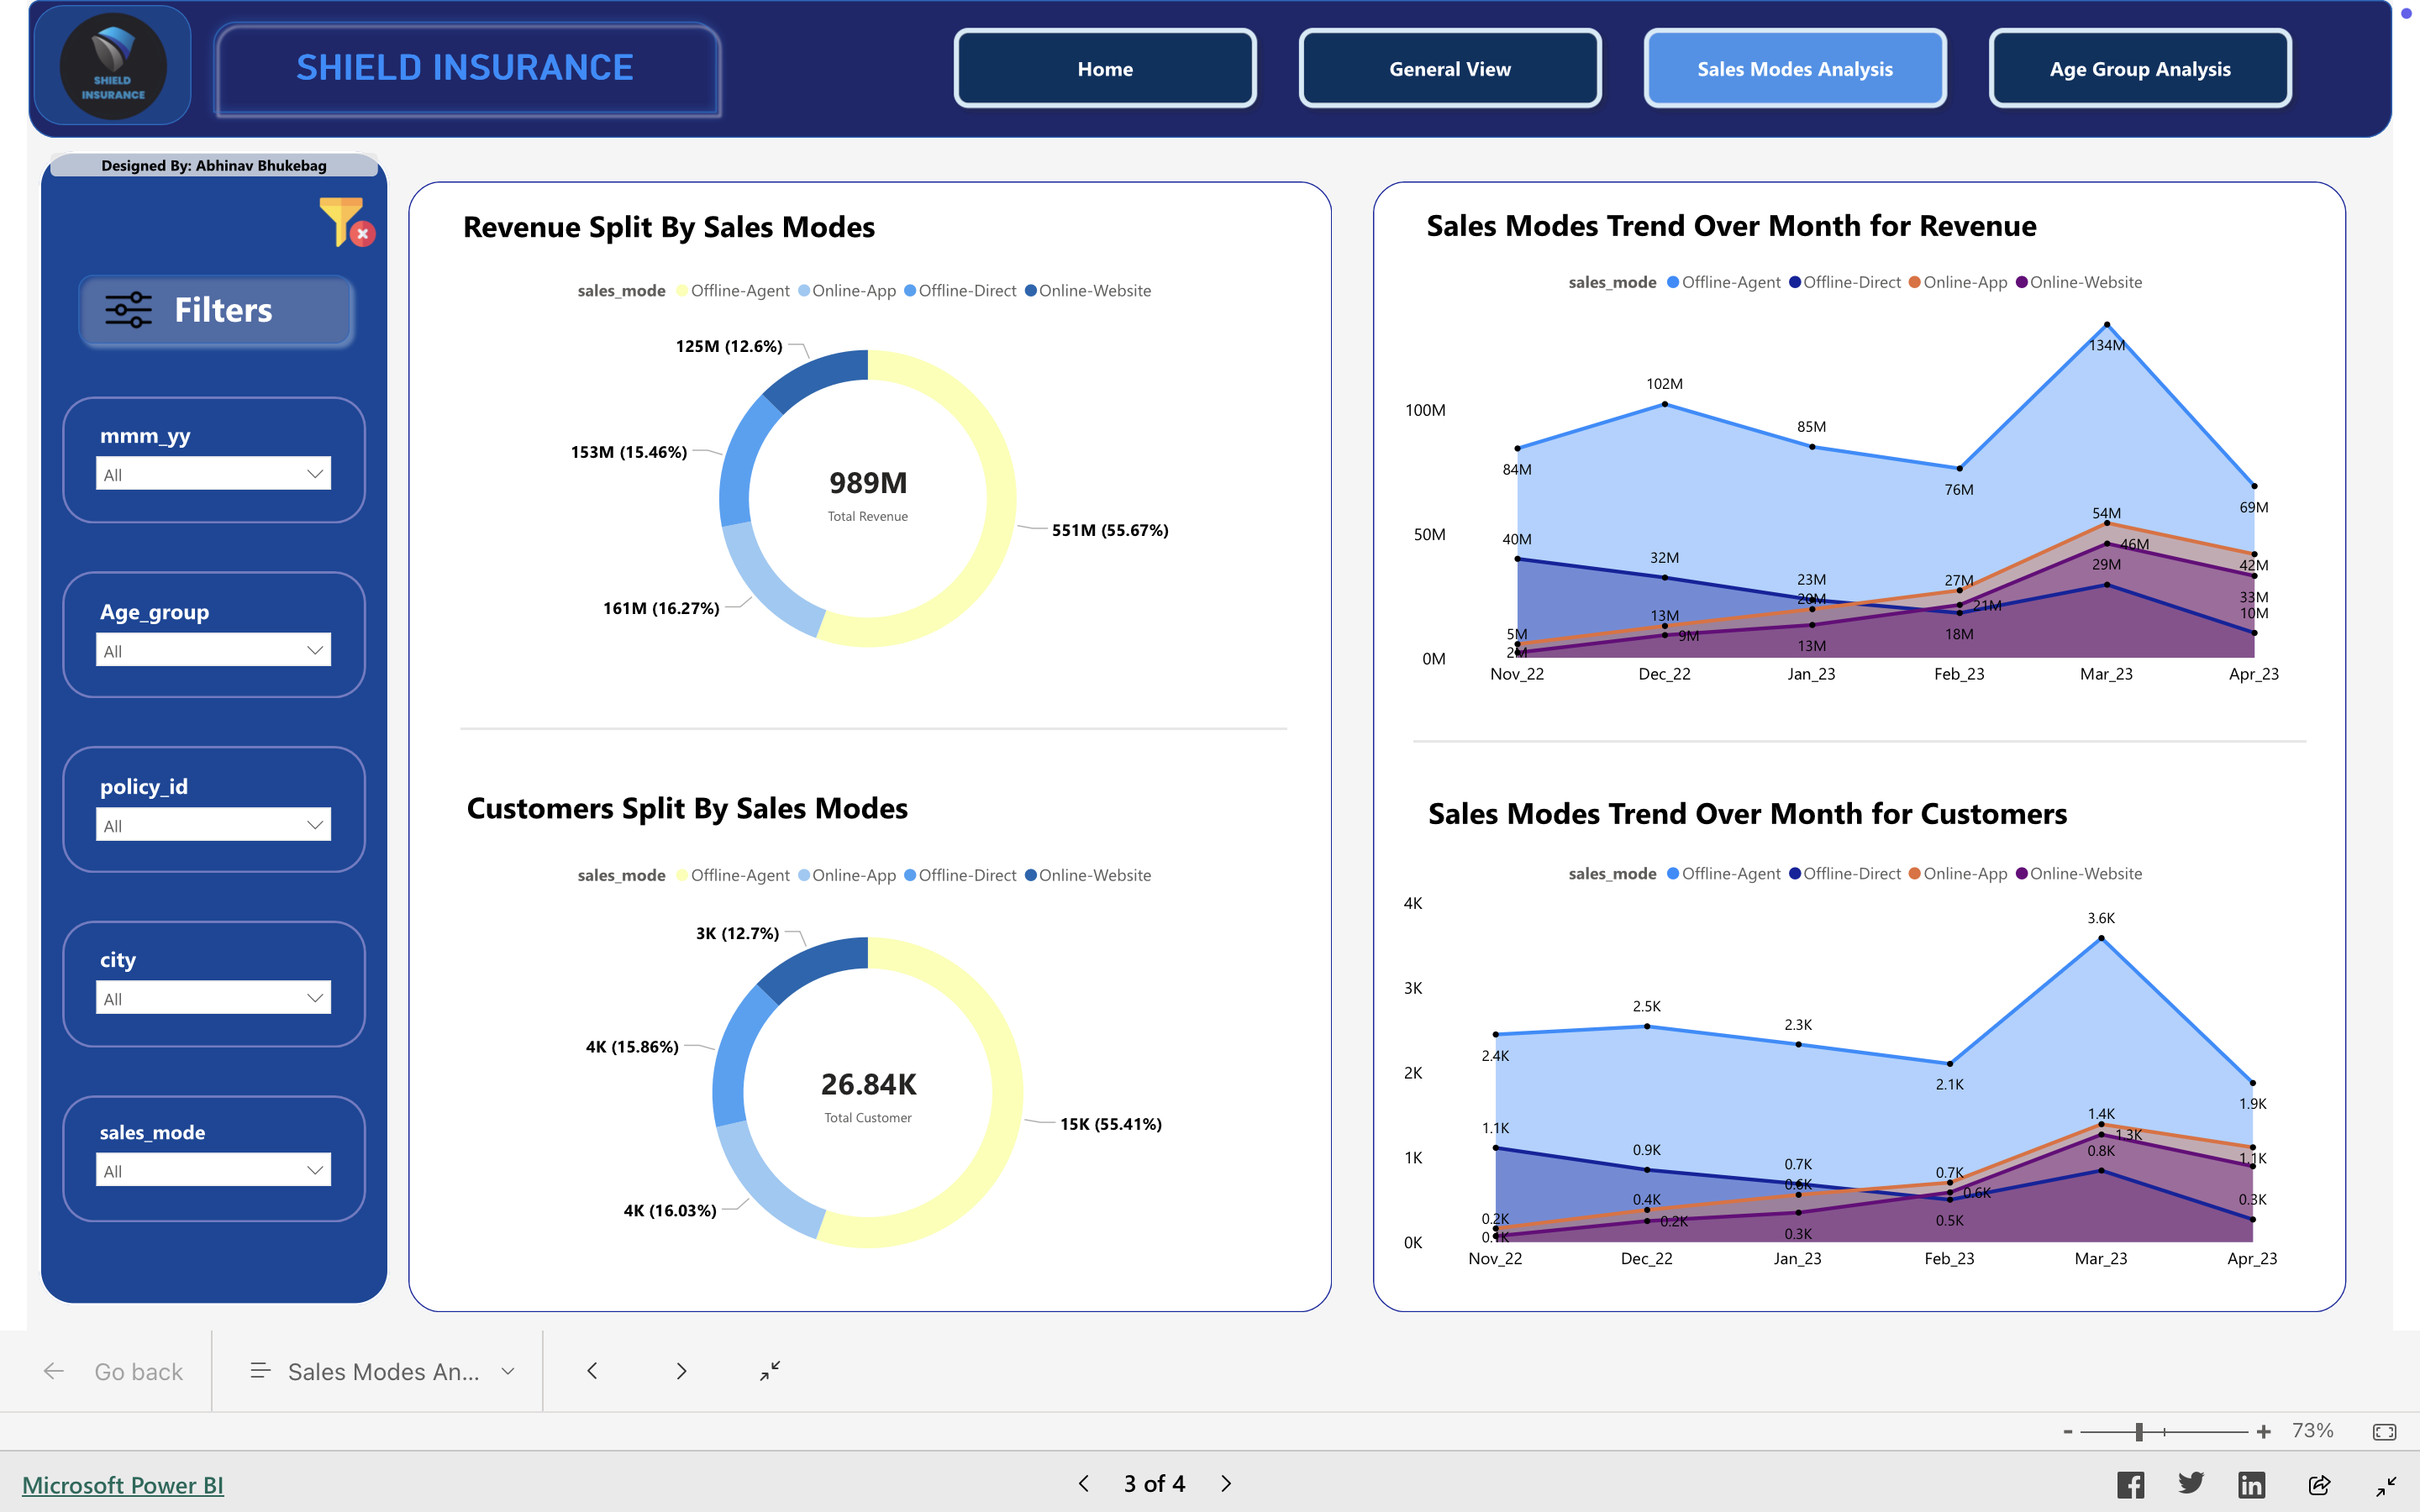 SHIELD
INSURANCE
SHIELD INSURANCE
Home
General View
Sales Modes Analysis
Age Group Analysis
Designed By: Abhinav Bhukebag
Filters
mmm_yy
All
Age_group
All
policy_id
All
city
All
sales_mode
All
Revenue Split By Sales Modes
sales_mode Offline-Agent Online-App Offline-Direct Online-Website
125M (12.6%)
153M (15.46%)
989M
Total Revenue
551M (55.67%)
161M (16.27%)
Customers Split By Sales Modes
sales_mode Offline-Agent Online-App Offline-Direct Online-Website
3K (12.7%)
4K (15.86%)
26.84K
Total Customer
15K (55.41%)
4K (16.03%)
Sales Modes Trend Over Month for Revenue
sales_mode Offline-Agent Offline-Direct Online-App Online-Website
134M
102M
100M
85M
84M
76M
69M
54M
50M
40M
46M
32M
29M
42M
23M
27M
20M
33M
21M
10M
13M
5M
9M
18M
13M
2M
0M
Nov_22 Dec_22 Jan_23 Feb_23 Mar_23 Apr_23
Sales Modes Trend Over Month for Customers
sales_mode Offline-Agent Offline-Direct Online-App Online-Website
4K
3.6K
3K
2.5K
2.3K
2.4K
2K
2.1K
1.9K
1.4K
1.1K
1.3K
0.9K
0.8K
1K
1.1K
0.7K
0.7K
0.6K
0.6K
0.4K
0.3K
0.2K
0.2K
0.5K
0.3K
0.1K
0K
Nov_22 Dec_22 Jan_23 Feb_23 Mar_23 Apr_23
Go back
Sales Modes An...
- + 73%
Microsoft Power BI
3 of 4